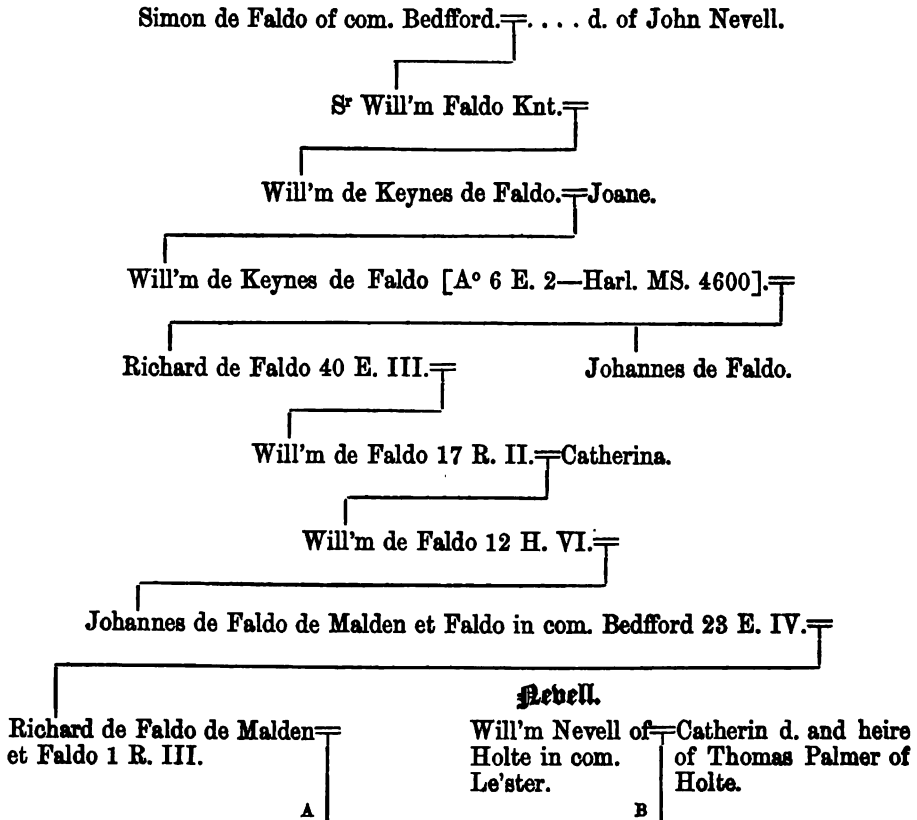 Simon de Faldo of com. Bedfford.=. . . . d. of John Nevell.
Sr Will'm Faldo Knt.=
Will'm de Keynes de Faldo.=Joane.
Will'm de Keynes de Faldo [Aº 6 E. 2—Harl. MS. 4600].=
Richard de Faldo 40 E. III.=
Johannes de Faldo.
Will'm de Faldo 17 R. II.=Catherina.
Will'm de Faldo 12 H. VI.=
Johannes de Faldo de Malden et Faldo in com. Bedfford 23 E. IV.=
Richard de Faldo de Malden=
et Faldo 1 R. III.
A
Nevell.
Will'm Nevell of=Catherin d. and heire
Holte in com. of Thomas Palmer of
Le'ster. Holte.
B